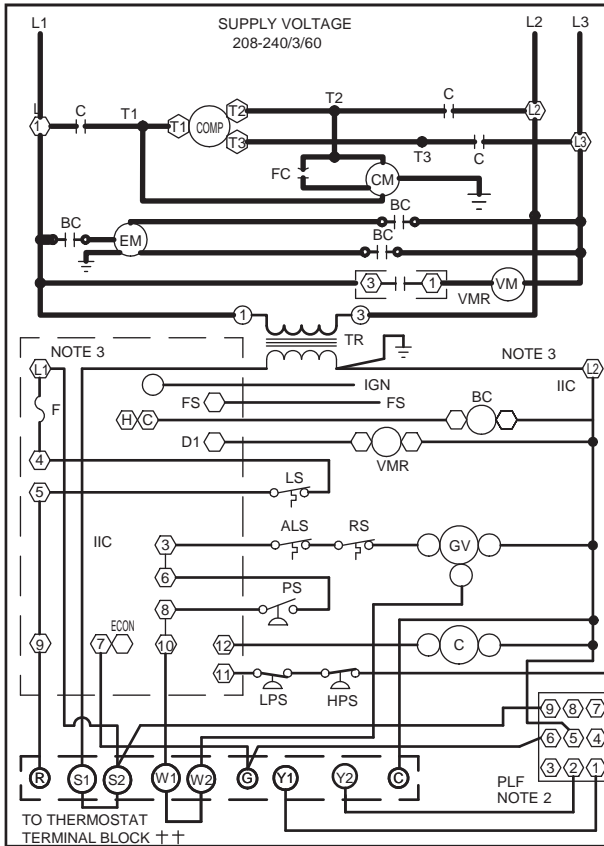 L1 SUPPLY VOLTAGE L2 L3
208-240/3/60
C T1 T2 T2 C
L
1 T1 COMP T3 L2
T3 C L3
FC CM
BC EM BC
BC
3 1 VM
VMR
1 3
TR
NOTE 3 NOTE 3
L1 L2
IGN IIC
F FS FS BC
H C
D1
4 VMR
5 LS
IIC ALS RS
3 GV
6
8 PS
ECON
9 7 10 12 C
11
LPS HPS
9 8 7
6 5 4
3 2 1
R S1 S2 W1 W2 G Y1 Y2 C
PLF
NOTE 2
TO THERMOSTAT
TERMINAL BLOCK ††